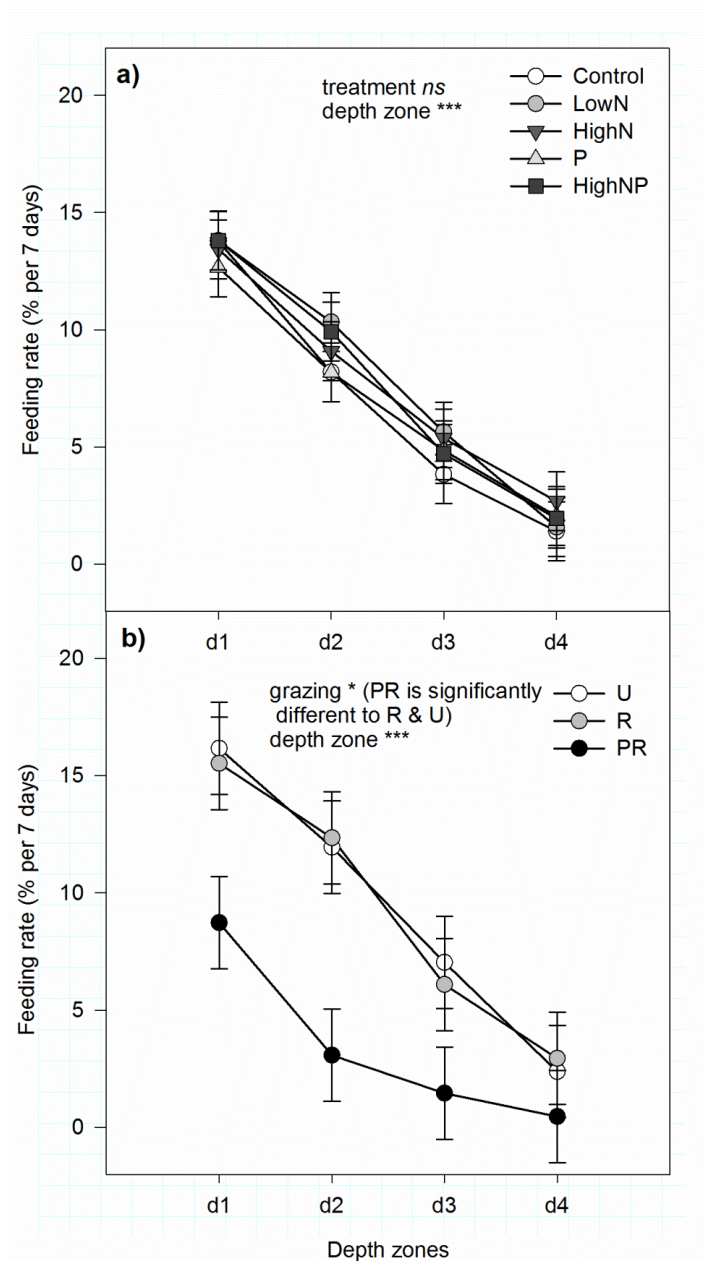 a)
treatment ns
depth zone ***
Control
LowN
HighN
P
HighNP
Feeding rate (% per 7 days)
20
15
10
5
0
d1 d2 d3 d4
b)
grazing * (PR is significantly
different to R & U)
depth zone ***
U
R
PR
Feeding rate (% per 7 days)
20
15
10
5
0
d1 d2 d3 d4
Depth zones